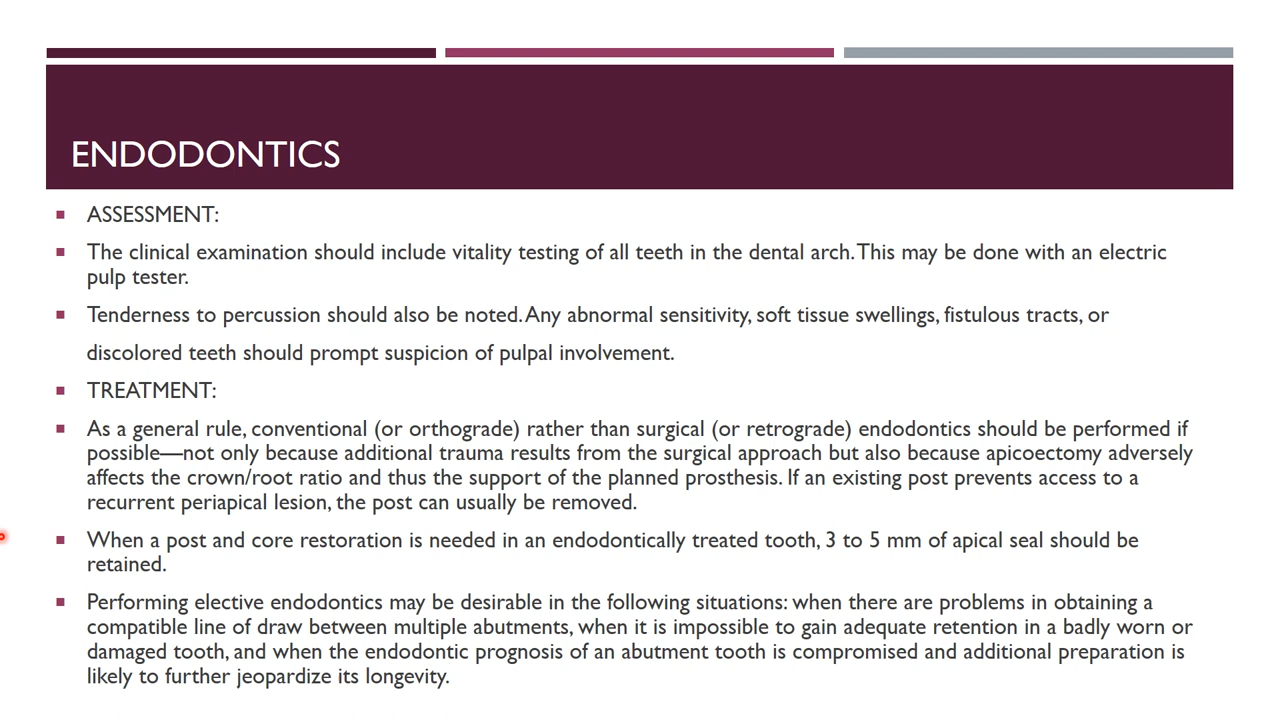 ENDODONTICS
ASSESSMENT:
The clinical examination should include vitality testing of all teeth in the dental arch. This may be done with an electric
pulp tester.
Tenderness to percussion should also be noted. Any abnormal sensitivity, soft tissue swellings, fistulous tracts, or
discolored teeth should prompt suspicion of pulpal involvement.
TREATMENT:
As a general rule, conventional (or orthograde) rather than surgical (or retrograde) endodontics should be performed if
possible—not only because additional trauma results from the surgical approach but also because apicoectomy adversely
affects the crown/root ratio and thus the support of the planned prosthesis. If an existing post prevents access to a
recurrent periapical lesion, the post can usually be removed.
When a post and core restoration is needed in an endodontically treated tooth, 3 to 5 mm of apical seal should be
retained.
Performing elective endodontics may be desirable in the following situations: when there are problems in obtaining a
compatible line of draw between multiple abutments, when it is impossible to gain adequate retention in a badly worn or
damaged tooth, and when the endodontic prognosis of an abutment tooth is compromised and additional preparation is
likely to further jeopardize its longevity.